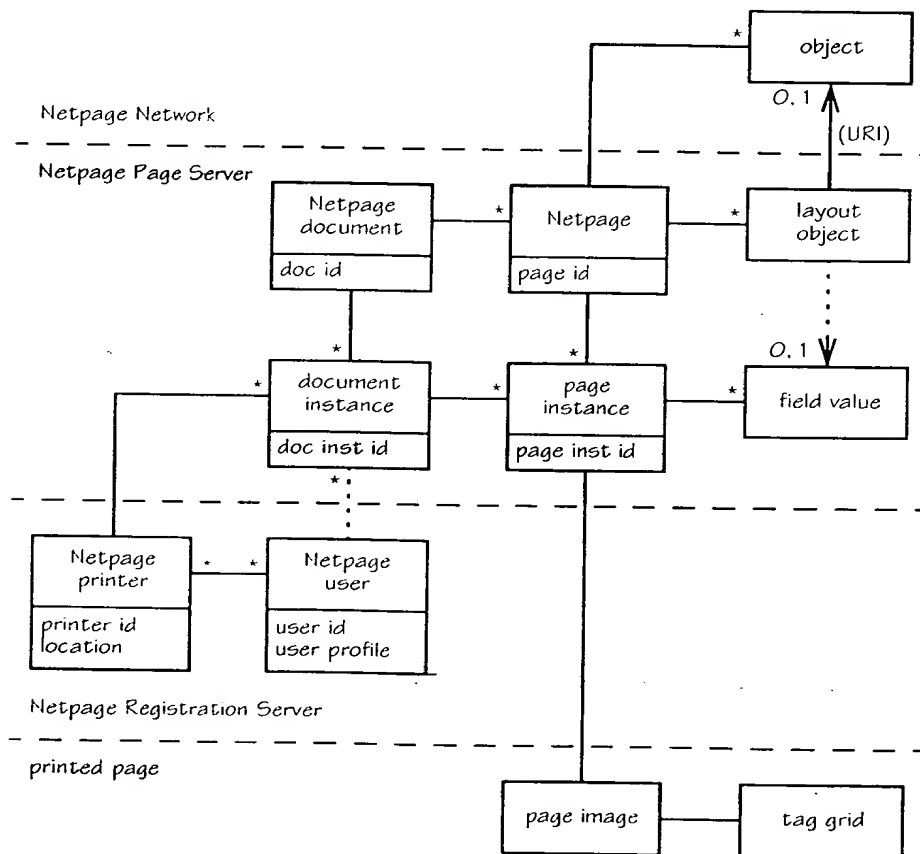 *
object
0, 1
Netpage Network
(URI)
Netpage Page Server
Netpage
document
doc id
*
Netpage
page id
*
layout
object
*
*
0, 1
*
document
instance
doc inst id
*
page
instance
page inst id
*
field value
*
Netpage
printer
printer id
location
*
*
Netpage
user
user id
user profile
Netpage Registration Server
printed page
page image
tag grid